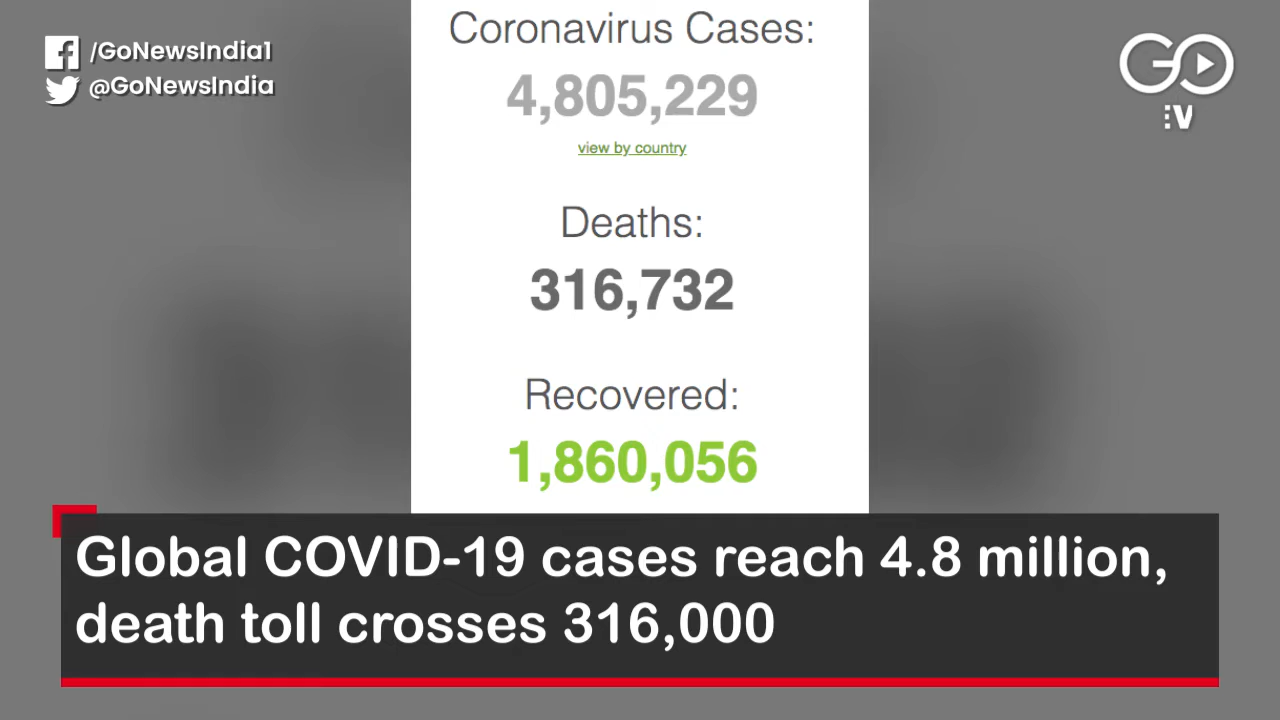 /GoNewsIndia1
@GoNewsIndia
GO
Coronavirus Cases:
4,805,229
view by country
Deaths:
316,732
Recovered:
1,860,056
Global COVID-19 cases reach 4.8 million,
death toll crosses 316,000